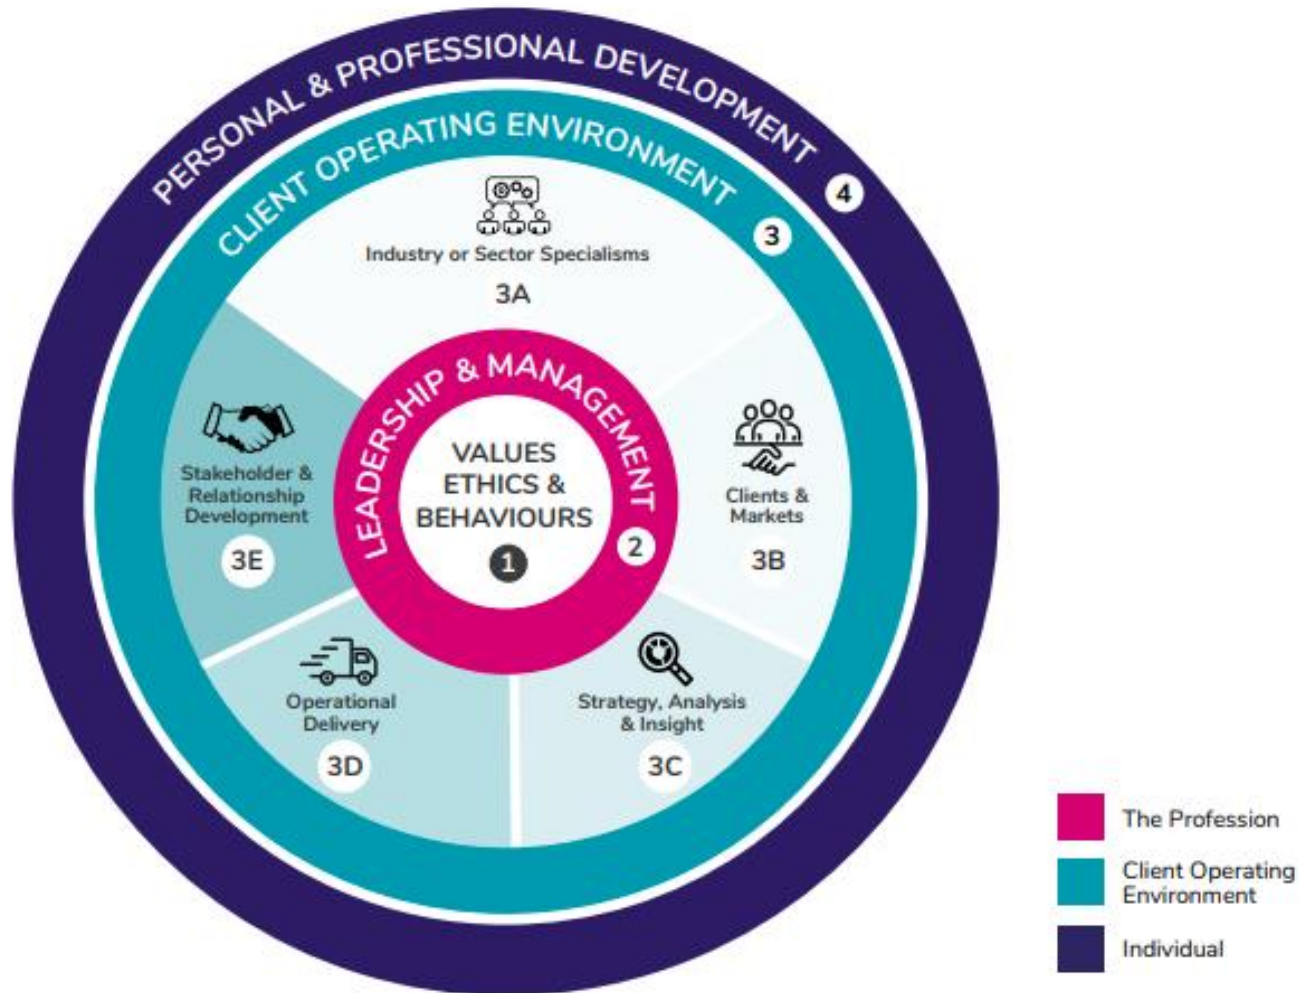 PERSONAL & PROFESSIONAL DEVELOPMENT
4
CLIENT OPERATING ENVIRONMENT
3
Industry or Sector Specialisms
3A
LEADERSHIP & MANAGEMENT
2
VALUES
ETHICS &
BEHAVIOURS
1
Clients &
Markets
3B
Strategy, Analysis
& Insight
3C
Operational
Delivery
3D
Stakeholder &
Relationship
Development
3E
The Profession
Client Operating
Environment
Individual